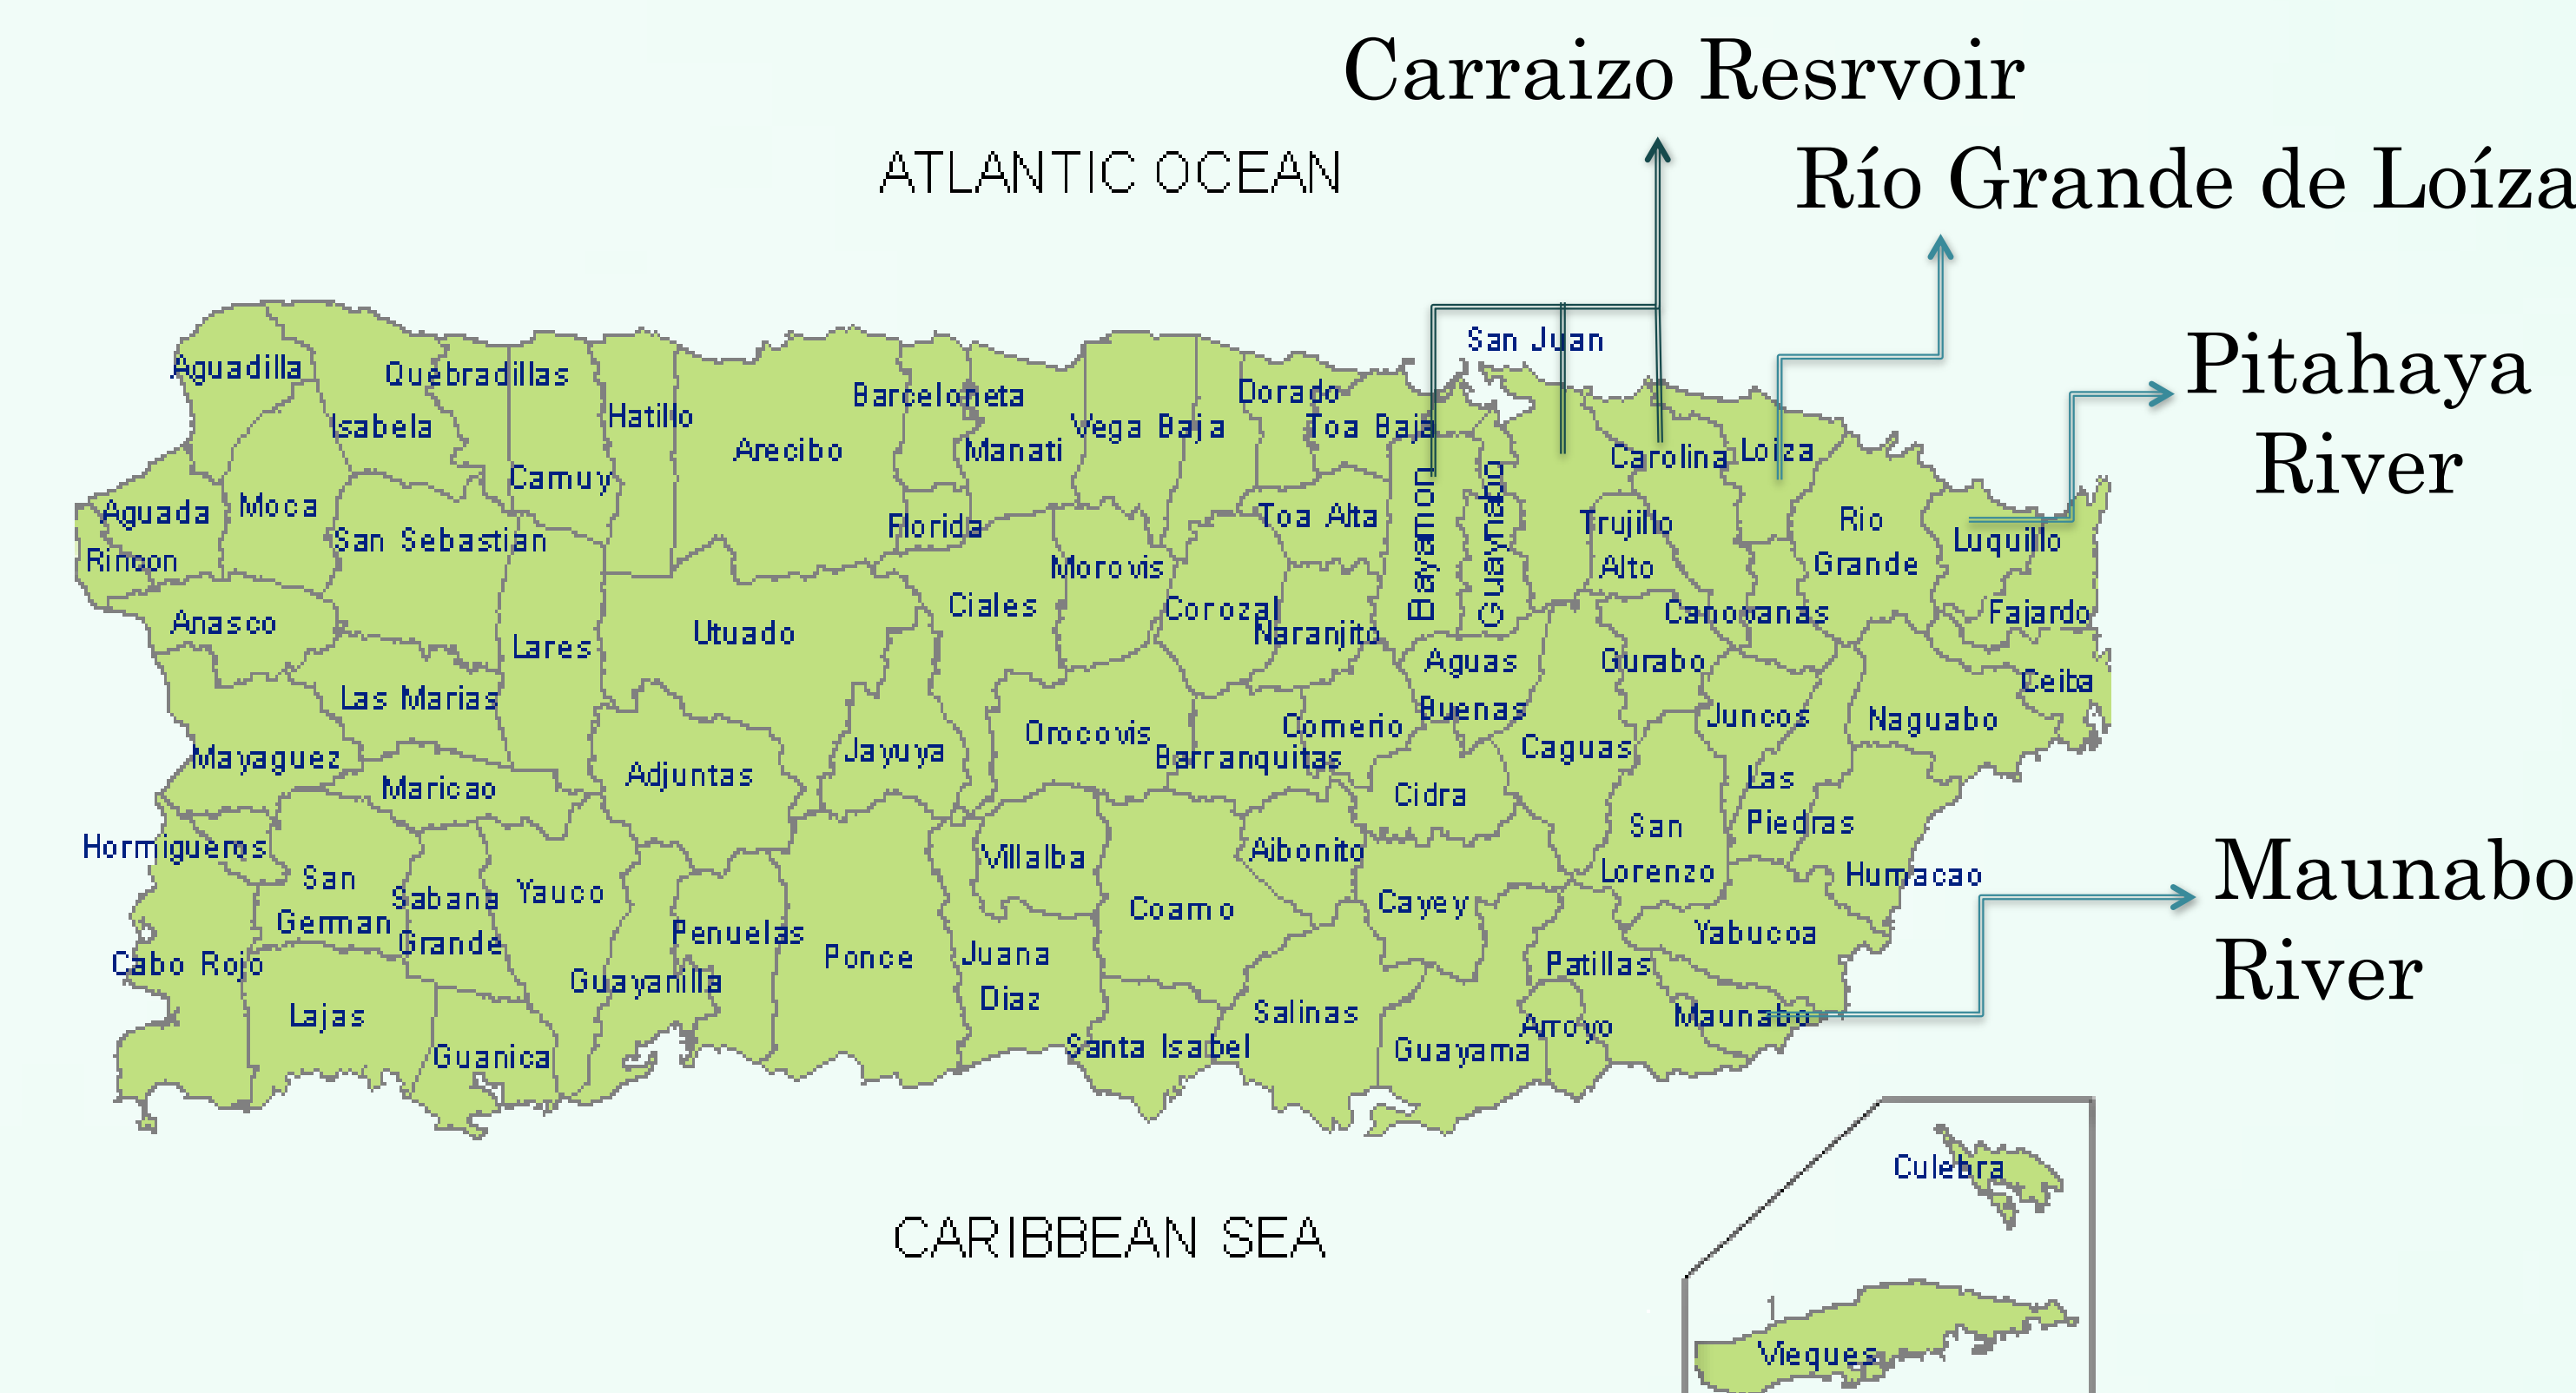 Carraizo Resrvoir
ATLANTIC OCEAN
Río Grande de Loíza
Pitahaya
River
San Juan
Aguadilla
Quebradillas
Isabela
Hatillo
Camuy
Arecibo
Barceloneta
Manati
Vega Baja
Dorado
Toa Baja
Carolina
Loiza
Aguada
Moca
Rincon
San Sebastian
Florida
Morovis
Toa Alta
Bayamon
Guaynabo
Trujillo
Alto
Rio
Grande
Luquillo
Anasco
Lares
Utuado
Ciales
Corozal
Naranjito
Canovanas
Fajardo
Aguas
Buenas
Gurabo
Ceiba
Las Marias
Mayaguez
Maricao
Adjuntas
Jayuya
Orocovis
Barranquitas
Comerio
Cidra
Caguas
Juncos
Naguabo
Las
Piedras
Hormigueros
San
German
Sabana
Grande
Yauco
Penuelas
Guayanilla
Ponce
Villalba
Juana
Diaz
Coamo
Aibonito
Cayey
San
Lorenzo
Humacao
Yabucoa
Maunabo
River
Cabo Rojo
Lajas
Guanica
Santa Isabel
Salinas
Guayama
Arroyo
Patillas
Maunabo
Culebra
CARIBBEAN SEA
1
Vieques